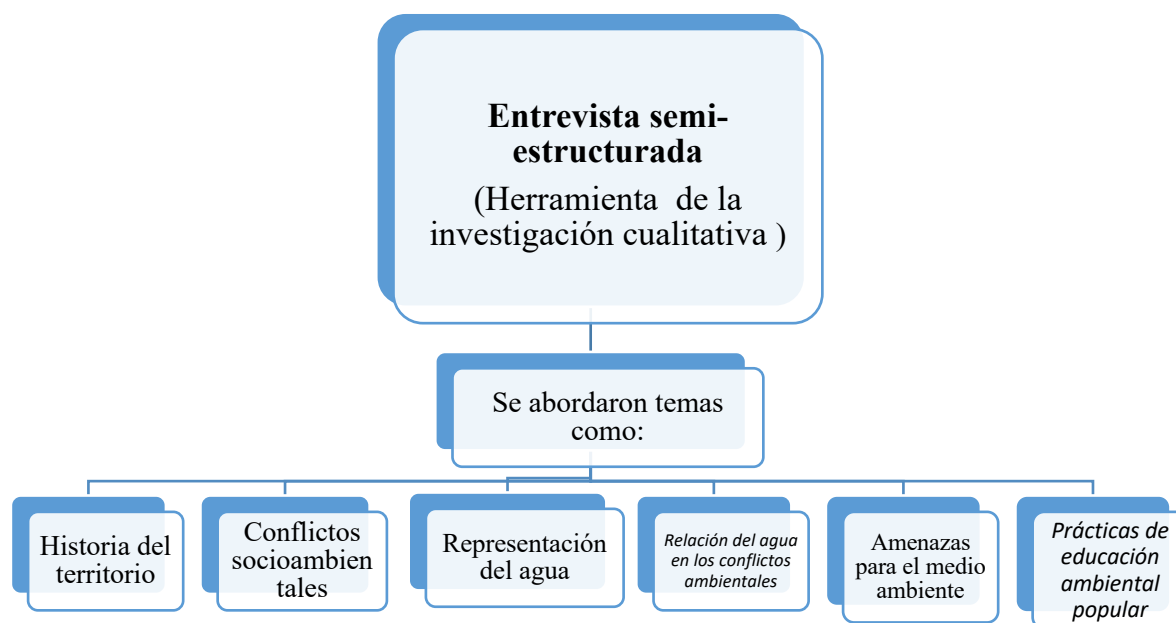 Entrevista semi-
estructurada
(Herramienta de la
investigación cualitativa )
Se abordaron temas
como:
Historia del
territorio
Conflictos
socioambien
tales
Representación
del agua
Relación del agua
en los conflictos
ambientales
Amenazas
para el medio
ambiente
Prácticas de
educación
ambiental
popular